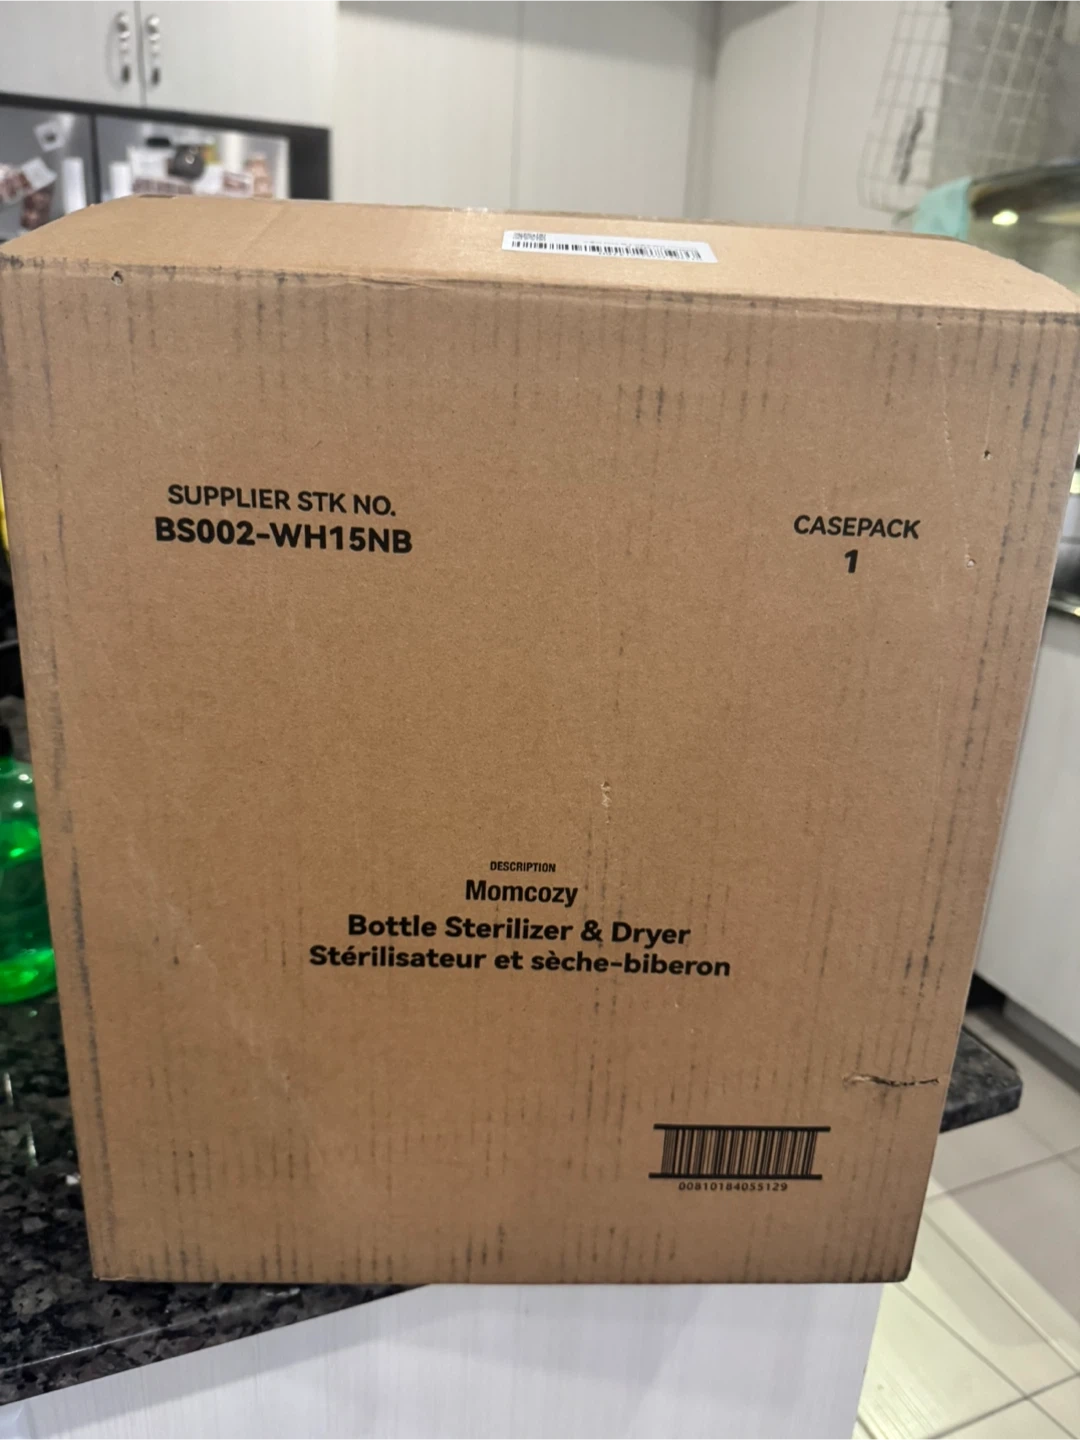 SUPPLIER STK NO.
BS002-WH15NB
CASEPACK
1
DESCRIPTION
Momcozy
Bottle Sterilizer & Dryer
Stérilisateur et sèche-biberon
00810184055129